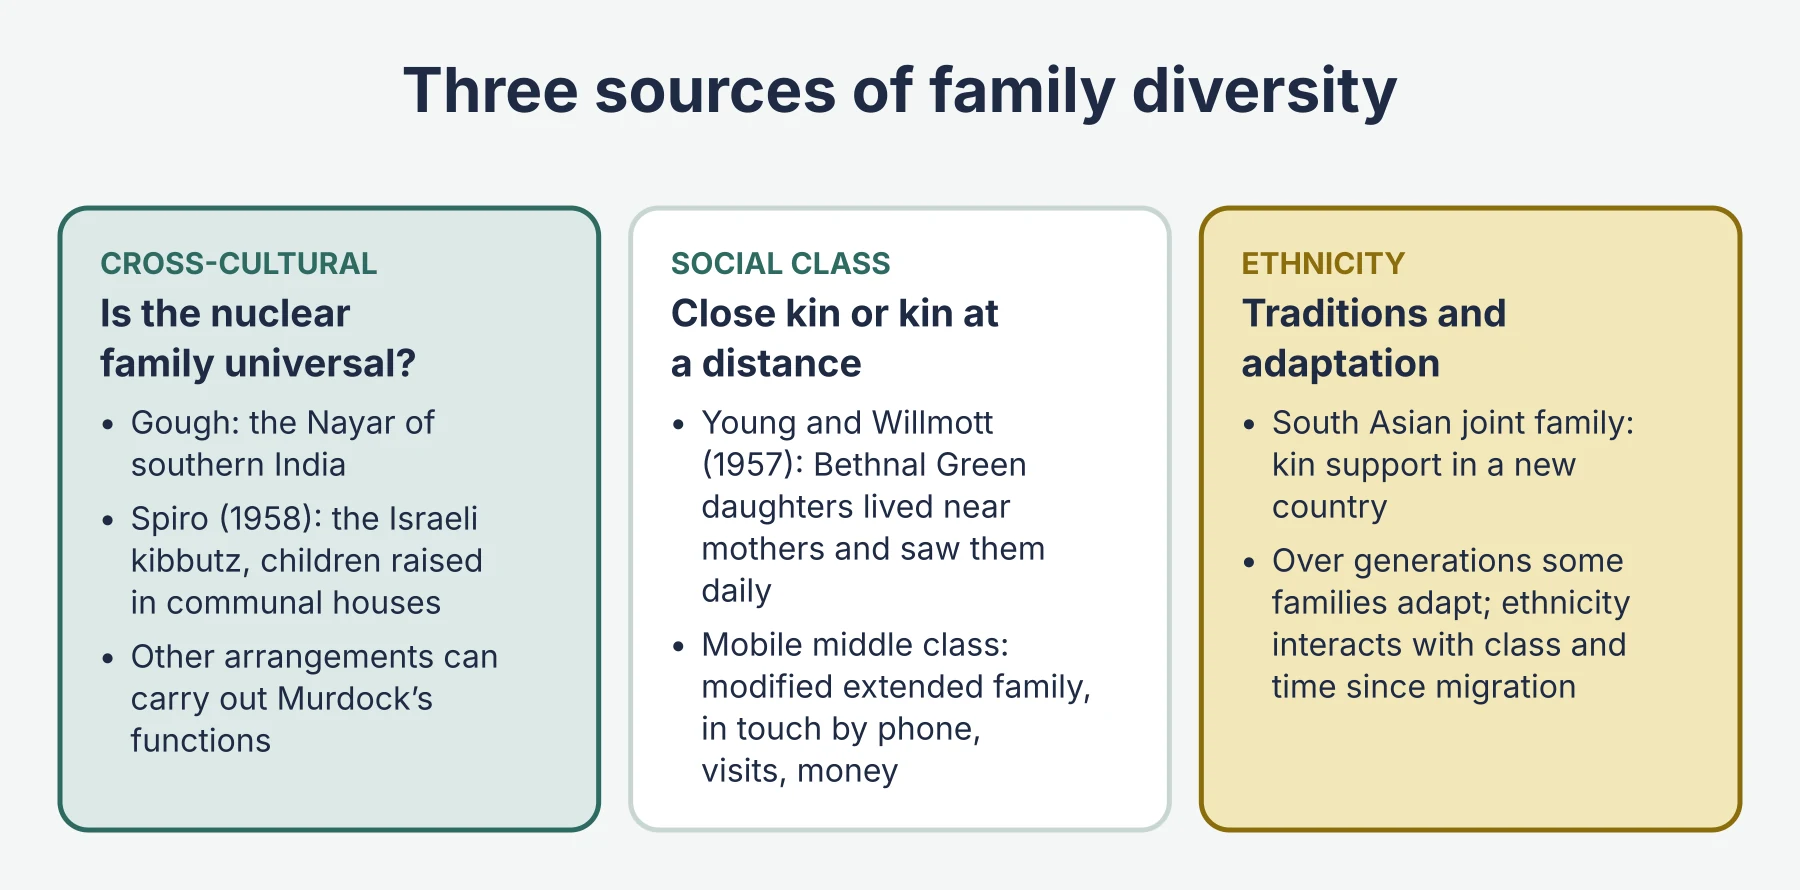 Three sources of family diversity
CROSS-CULTURAL
Is the nuclear
family universal?
• Gough: the Nayar of
southern India
• Spiro (1958): the Israeli
kibbutz, children raised
in communal houses
• Other arrangements can
carry out Murdock’s
functions
SOCIAL CLASS
Close kin or kin at
a distance
• Young and Willmott
(1957): Bethnal Green
daughters lived near
mothers and saw them
daily
• Mobile middle class:
modified extended family,
in touch by phone,
visits, money
ETHNICITY
Traditions and
adaptation
• South Asian joint family:
kin support in a new
country
• Over generations some
families adapt; ethnicity
interacts with class and
time since migration